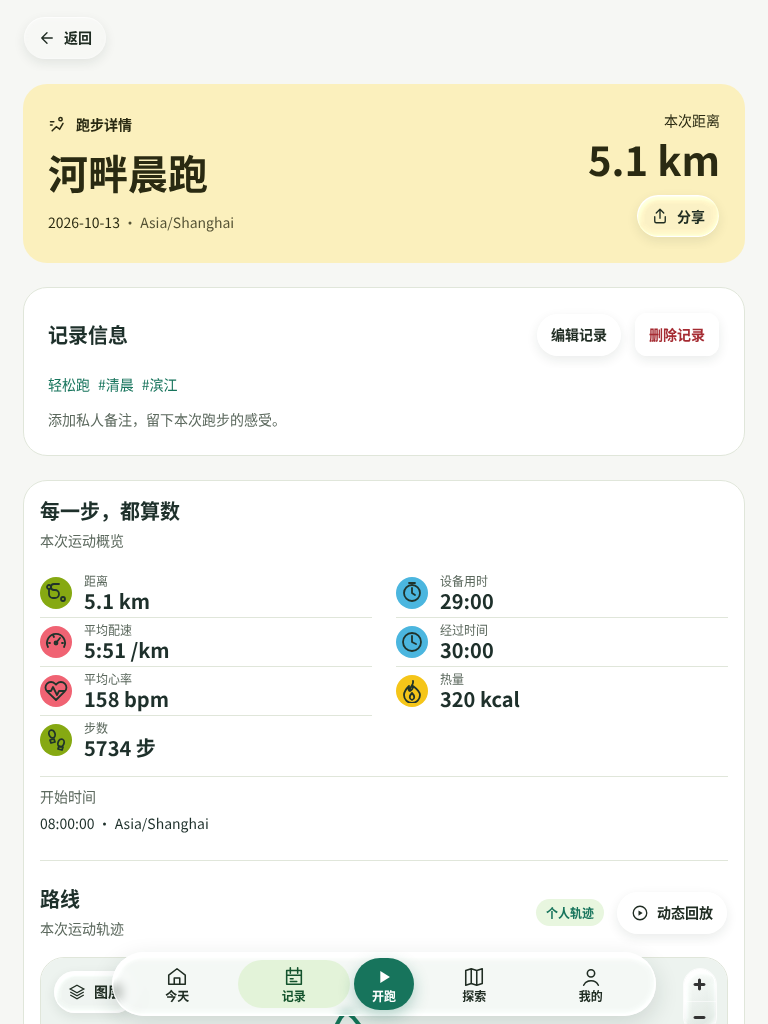 返回
跑步详情
河畔晨跑
2026-10-13 • Asia/Shanghai
本次距离
5.1 km
分享
记录信息
编辑记录
删除记录
轻松跑 #清晨 #滨江
添加私人备注，留下本次跑步的感受。
每一步，都算数
本次运动概览
距离
5.1 km
设备用时
29:00
平均配速
5:51 /km
经过时间
30:00
平均心率
158 bpm
热量
320 kcal
步数
5734 步
开始时间
08:00:00 • Asia/Shanghai
路线
本次运动轨迹
个人轨迹
动态回放
图
今天
记录
开跑
探索
我的